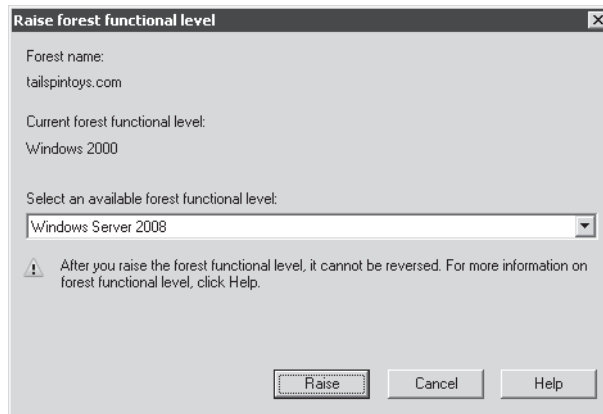 Raise forest functional level
Forest name:
tailspintoys.com
Current forest functional level:
Windows 2000
Select an available forest functional level:
Windows Server 2008
After you raise the forest functional level, it cannot be reversed. For more information on
forest functional level, click Help.
Raise
Cancel
Help